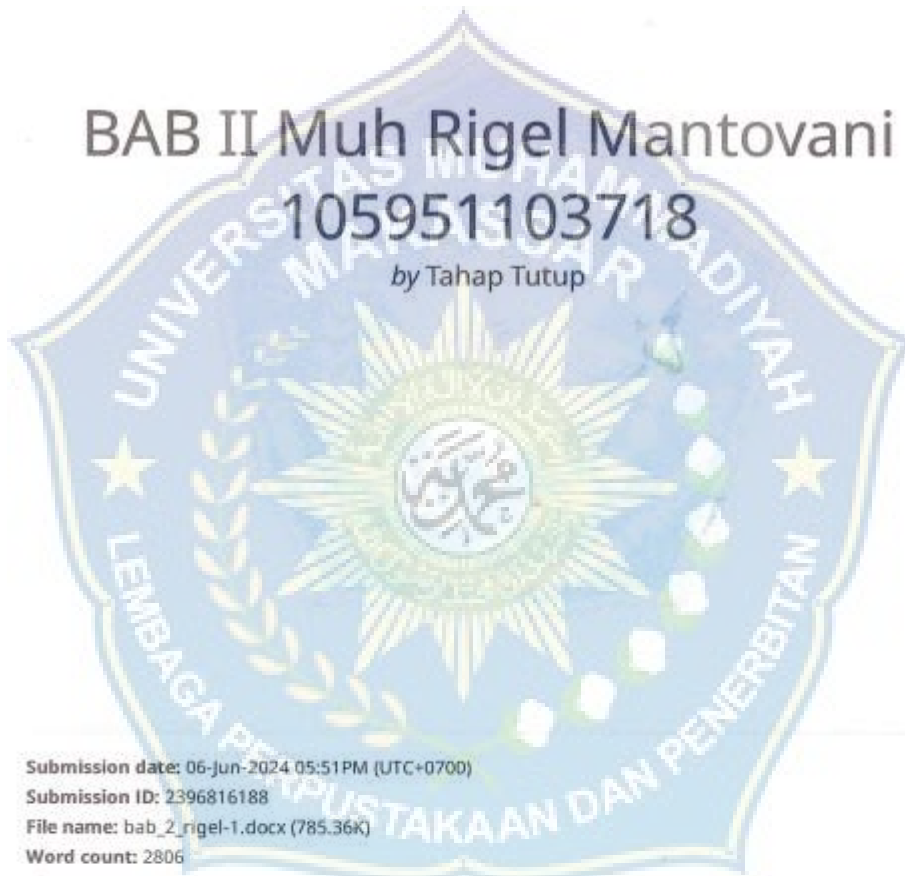 BAB II Muh Rigel Mantovani
105951103718
by Tahap Tutup
UNIVERSITAS MUHAMMADIYAH
MAKASSAR
LEMBAGA PERPUSTAKAAN DAN PENERBITAN
Submission date: 06-Jun-2024 05:51PM (UTC+0700)
Submission ID: 2396816188
File name: bab_2_rigel-1.docx (785.36K)
Word count: 2806